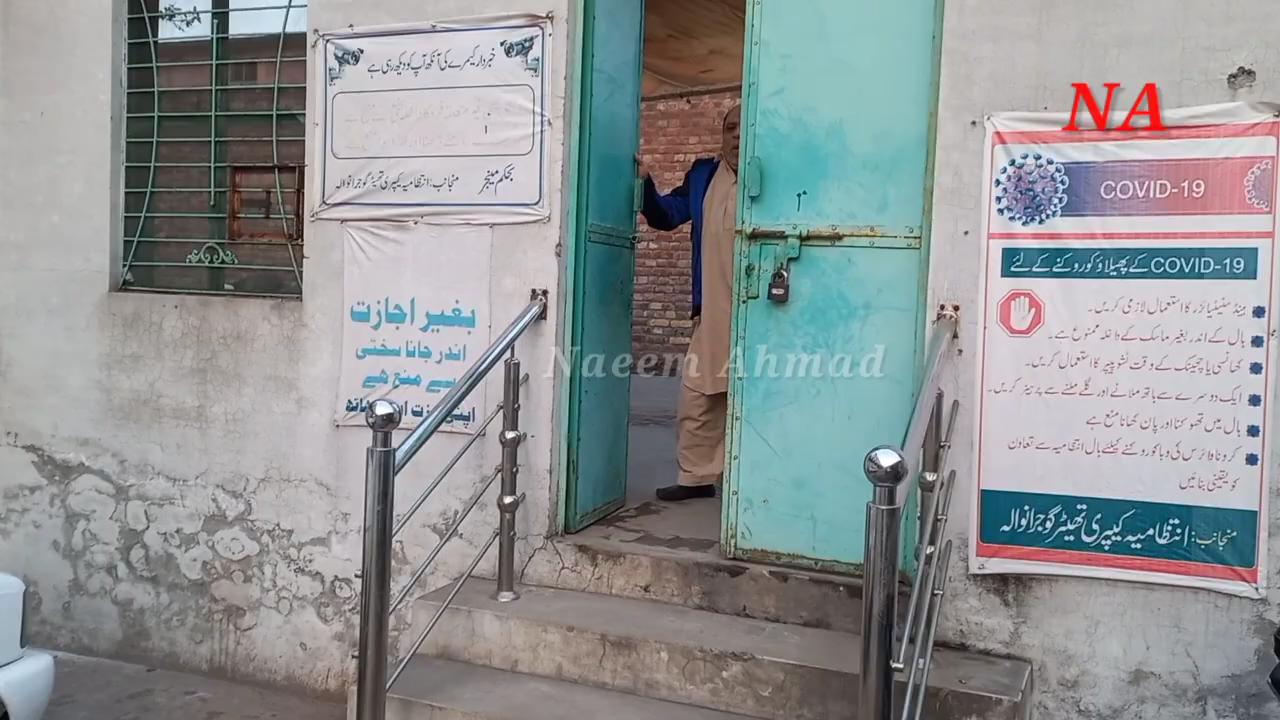 خبردار کیمرے کی آنکھ آپ کو دیکھ رہی ہے
بحکم مینجر
منجانب: انتظامیہ کیپری تھیٹر گوجرانوالہ
بغیر اجازت
اندر جانا سختی
سے منع ھے
NA
COVID-19
COVID-19 کے پھیلاؤ کو روکنے کے لئے
ہینڈ سنیٹائزر کا استعمال لازمی کریں۔
ہال کے اندر بغیر ماسک کے داخلہ ممنوع ہے۔
کھانسی یا چھینک کے وقت ٹشو پیپر کا استعمال کریں۔
ایک دوسرے سے ہاتھ ملانے اور گلے ملنے سے پرہیز کریں۔
ہال میں تھوکنا اور پان کھانا منع ہے
کرونا وائرس کی وبا کو روکنے کیلئے ہال انتظامیہ سے تعاون
کو یقینی بنائیں
منجانب: انتظامیہ کیپری تھیٹر گوجرانوالہ
Naeem Ahmad